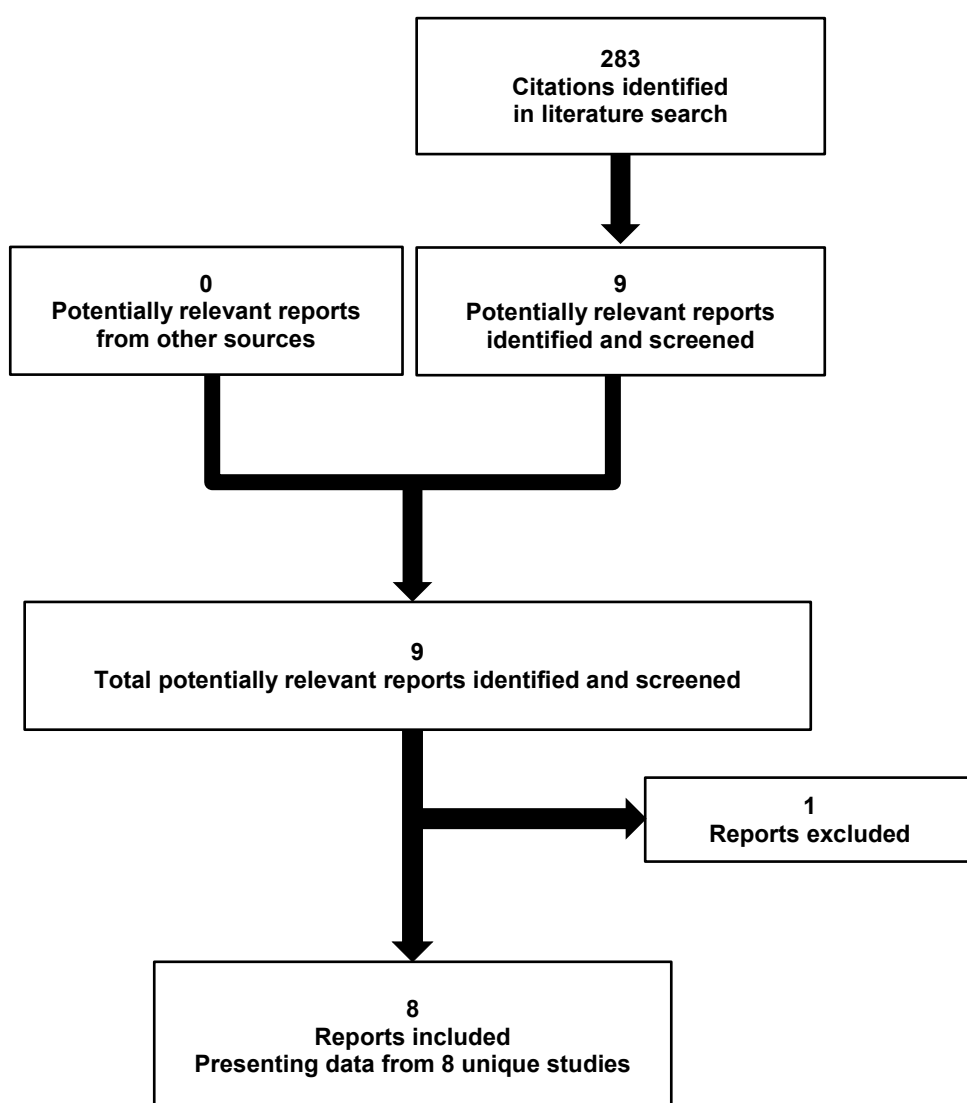 283
Citations identified
in literature search
0
Potentially relevant reports
from other sources
9
Potentially relevant reports
identified and screened
9
Total potentially relevant reports identified and screened
1
Reports excluded
8
Reports included
Presenting data from 8 unique studies